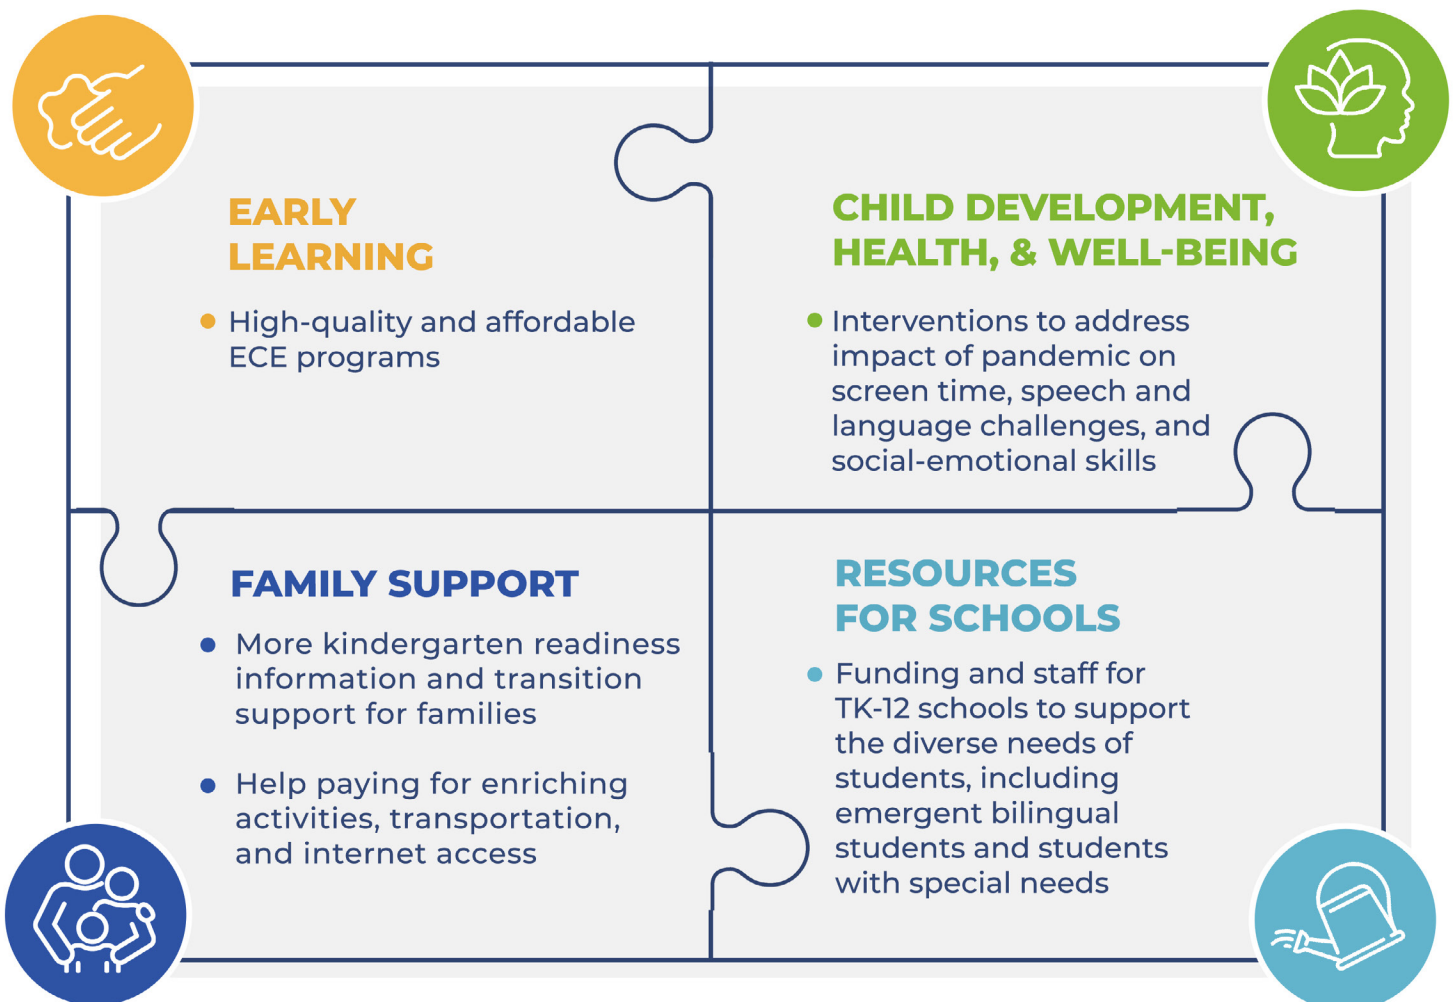 EARLY
LEARNING
High-quality and affordable
ECE programs
CHILD DEVELOPMENT,
HEALTH, & WELL-BEING
Interventions to address
impact of pandemic on
screen time, speech and
language challenges, and
social-emotional skills
FAMILY SUPPORT
More kindergarten readiness
information and transition
support for families
Help paying for enriching
activities, transportation,
and internet access
RESOURCES
FOR SCHOOLS
Funding and staff for
TK-12 schools to support
the diverse needs of
students, including
emergent bilingual
students and students
with special needs